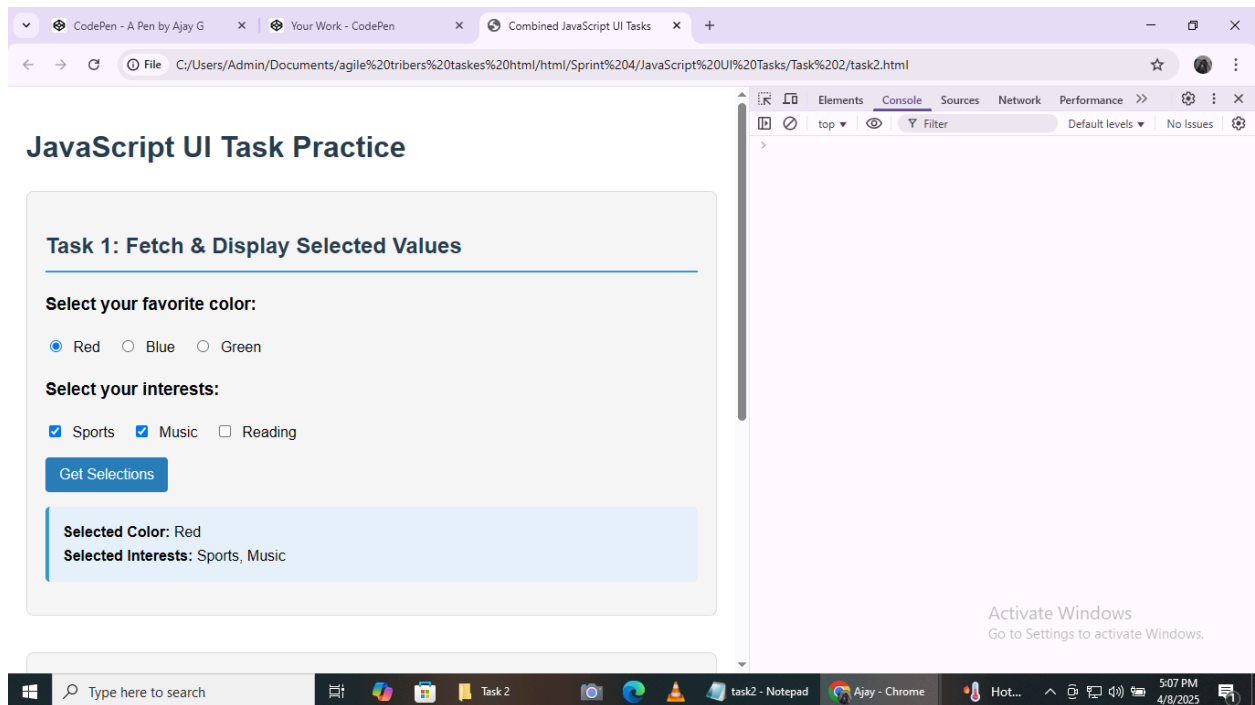 CodePen - A Pen by Ajay G
Your Work - CodePen
Combined JavaScript UI Tasks
File C:/Users/Admin/Documents/agile%20tribers%20taskes%20html/html/Sprint%204/JavaScript%20UI%20Tasks/Task%202/task2.html
Elements Console Sources Network Performance
top Filter Default levels No Issues
JavaScript UI Task Practice
Task 1: Fetch & Display Selected Values
Select your favorite color:
Red Blue Green
Select your interests:
Sports Music Reading
Get Selections
Selected Color: Red
Selected Interests: Sports, Music
Activate Windows
Go to Settings to activate Windows.
Type here to search
Task 2
task2 - Notepad
Ajay - Chrome
Hot...
5:07 PM
4/8/2025
1